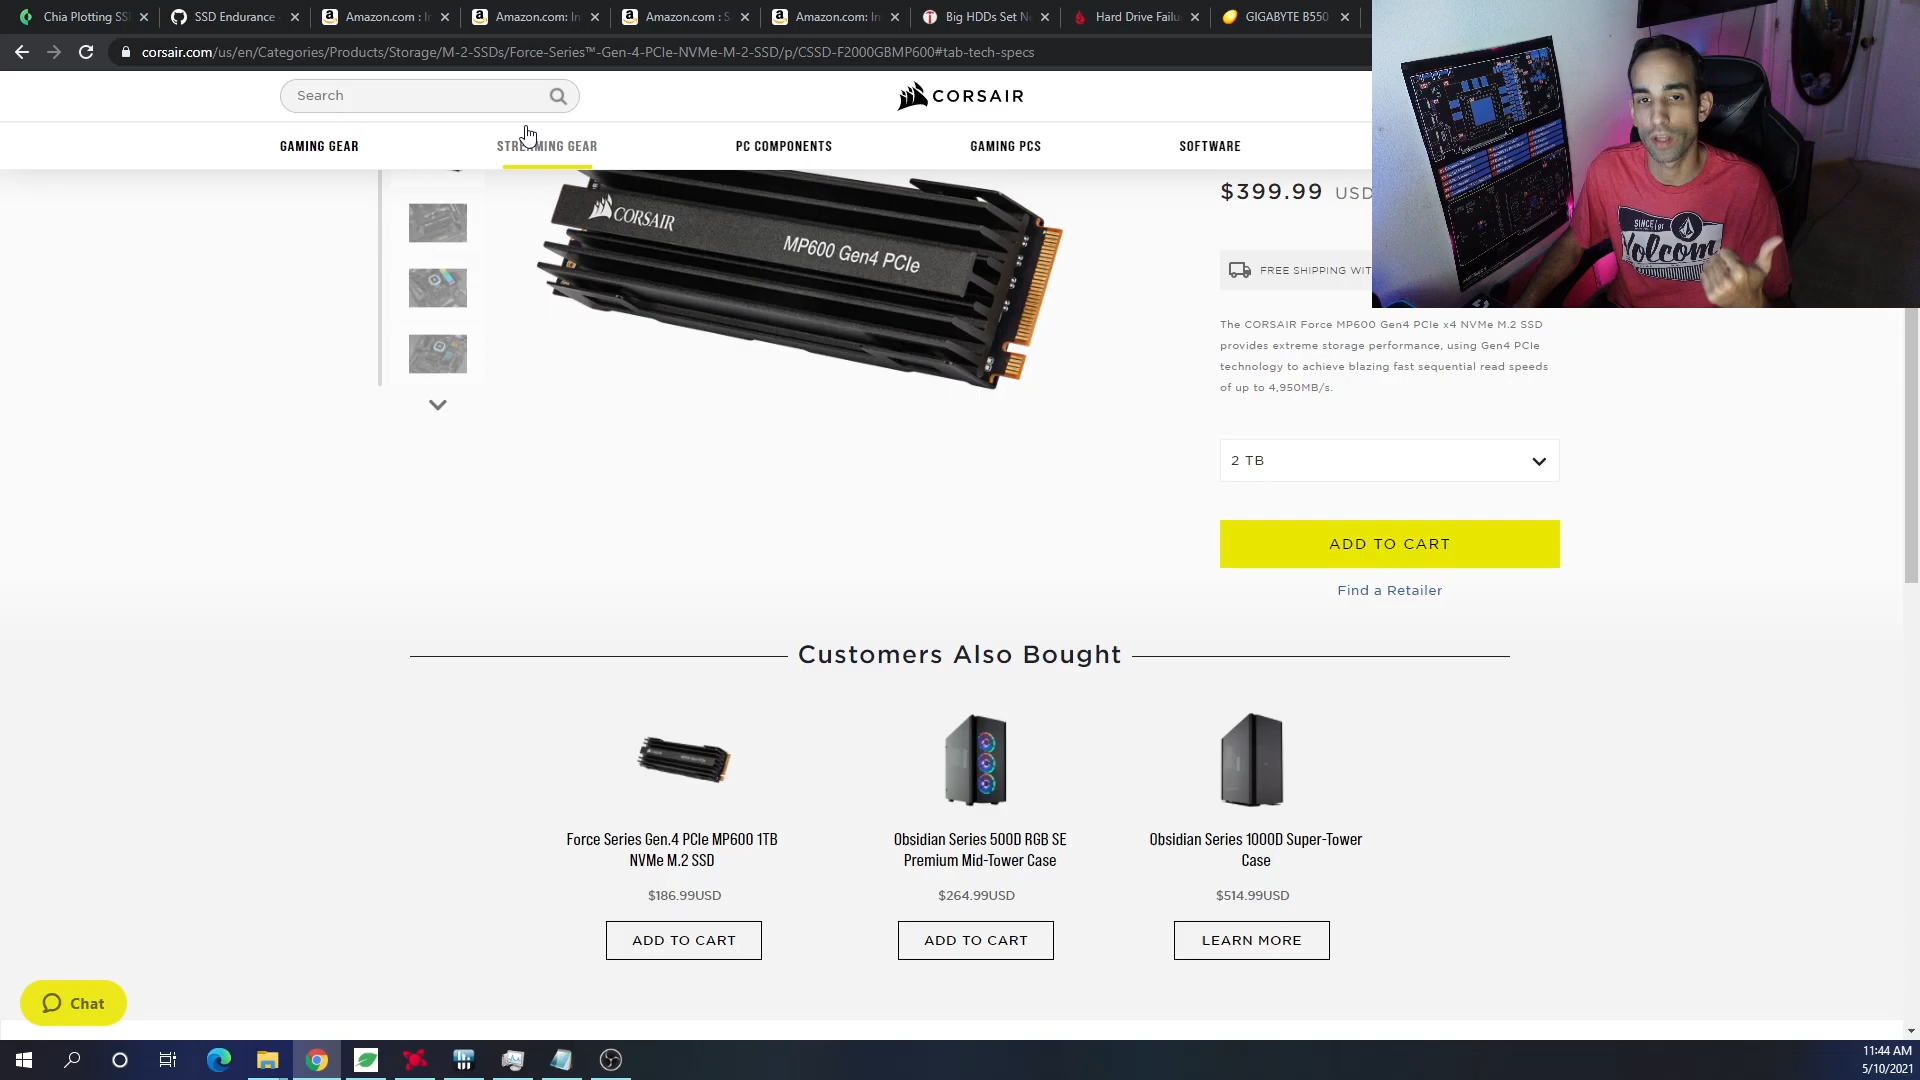 Chia Plotting SS
SSD Endurance
Amazon.com : I
Amazon.com: In
Amazon.com : S
Amazon.com: In
Big HDDs Set N
Hard Drive Failu
GIGABYTE B550
corsair.com/us/en/Categories/Products/Storage/M-2-SSDs/Force-Series™-Gen-4-PCIe-NVMe-M-2-SSD/p/CSSD-F2000GBMP600#tab-tech-specs
Search
CORSAIR
GAMING GEAR
STREAMING GEAR
PC COMPONENTS
GAMING PCS
SOFTWARE
CORSAIR
MP600 Gen4 PCIe
$399.99 USD
FREE SHIPPING WIT
SINCE 91
Volcom
The CORSAIR Force MP600 Gen4 PCIe x4 NVMe M.2 SSD
provides extreme storage performance, using Gen4 PCIe
technology to achieve blazing fast sequential read speeds
of up to 4,950MB/s.
2 TB
ADD TO CART
Find a Retailer
Customers Also Bought
Force Series Gen.4 PCIe MP600 1TB
NVMe M.2 SSD
$186.99USD
ADD TO CART
Obsidian Series 500D RGB SE
Premium Mid-Tower Case
$264.99USD
ADD TO CART
Obsidian Series 1000D Super-Tower
Case
$514.99USD
LEARN MORE
Chat
11:44 AM
5/10/2021